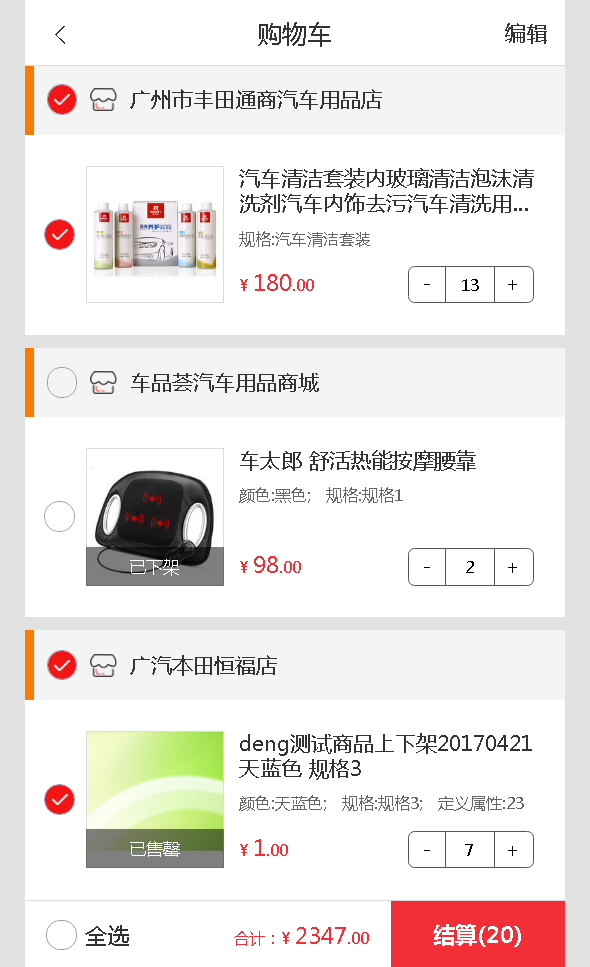 购物车 编辑
广州市丰田通商汽车用品店
汽车清洁套装内玻璃清洁泡沫清
洗剂汽车内饰去污汽车清洗用...
规格:汽车清洁套装
¥ 180.00 - 13 +
车品荟汽车用品商城
车太郎 舒活热能按摩腰靠
颜色:黑色; 规格:规格1
已下架
¥ 98.00 - 2 +
广汽本田恒福店
deng测试商品上下架20170421
天蓝色 规格3
颜色:天蓝色; 规格:规格3; 定义属性:23
已售罄
¥ 1.00 - 7 +
全选 合计：¥ 2347.00 结算(20)